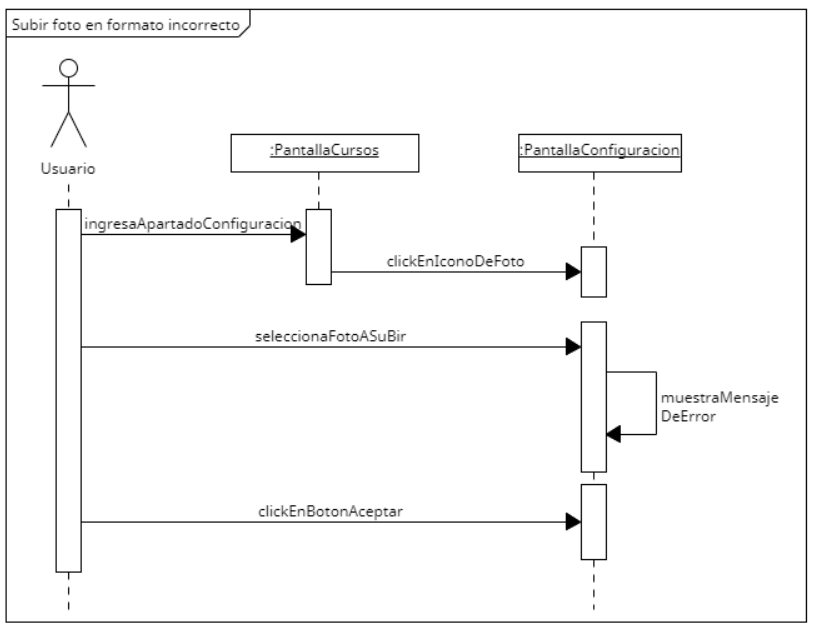 Subir foto en formato incorrecto
Usuario
:PantallaCursos
:PantallaConfiguracion
ingresaApartadoConfiguracion
clickEnIconoDeFoto
seleccionaFotoASuBir
muestraMensaje
DeError
clickEnBotonAceptar